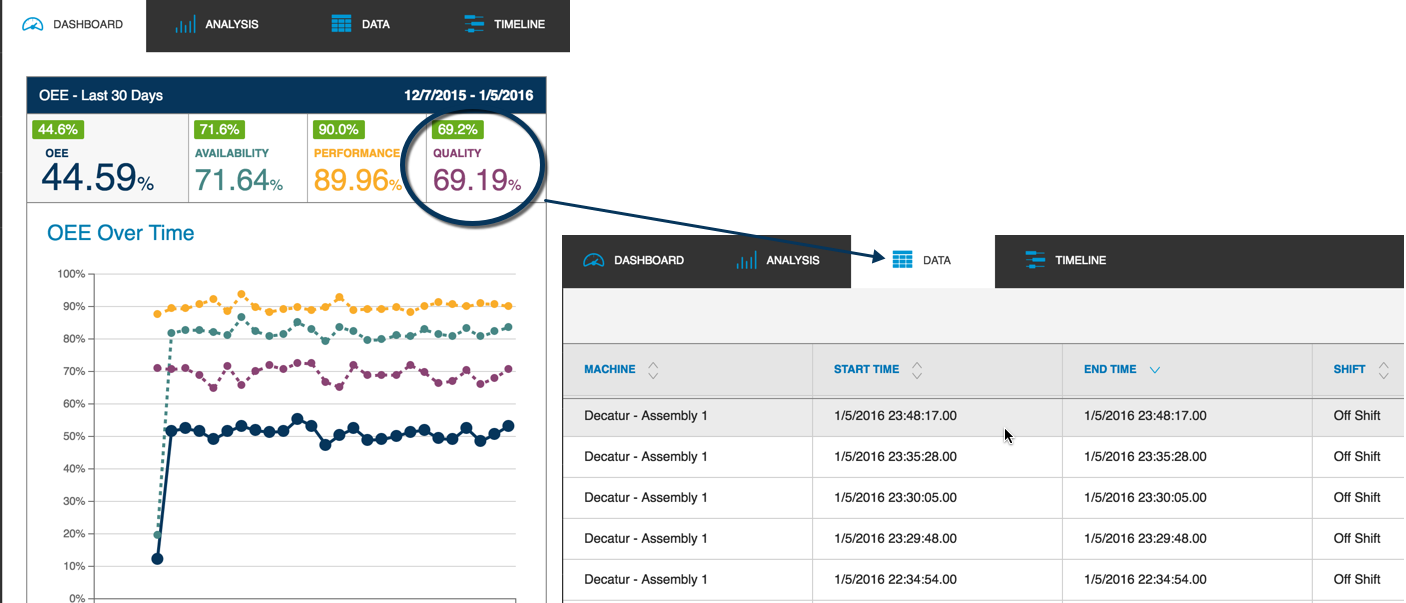 DASHBOARD ANALYSIS DATA TIMELINE
OEE - Last 30 Days 12/7/2015 - 1/5/2016
44.6% 71.6% 90.0% 69.2%
OEE AVAILABILITY PERFORMANCE QUALITY
44.59% 71.64% 89.96% 69.19%
OEE Over Time
100%
90%
80%
70%
60%
50%
40%
30%
20%
10%
0%
DASHBOARD ANALYSIS DATA TIMELINE
MACHINE START TIME END TIME SHIFT
Decatur - Assembly 1 1/5/2016 23:48:17.00 1/5/2016 23:48:17.00 Off Shift
Decatur - Assembly 1 1/5/2016 23:35:28.00 1/5/2016 23:35:28.00 Off Shift
Decatur - Assembly 1 1/5/2016 23:30:05.00 1/5/2016 23:30:05.00 Off Shift
Decatur - Assembly 1 1/5/2016 23:29:48.00 1/5/2016 23:29:48.00 Off Shift
Decatur - Assembly 1 1/5/2016 22:34:54.00 1/5/2016 22:34:54.00 Off Shift